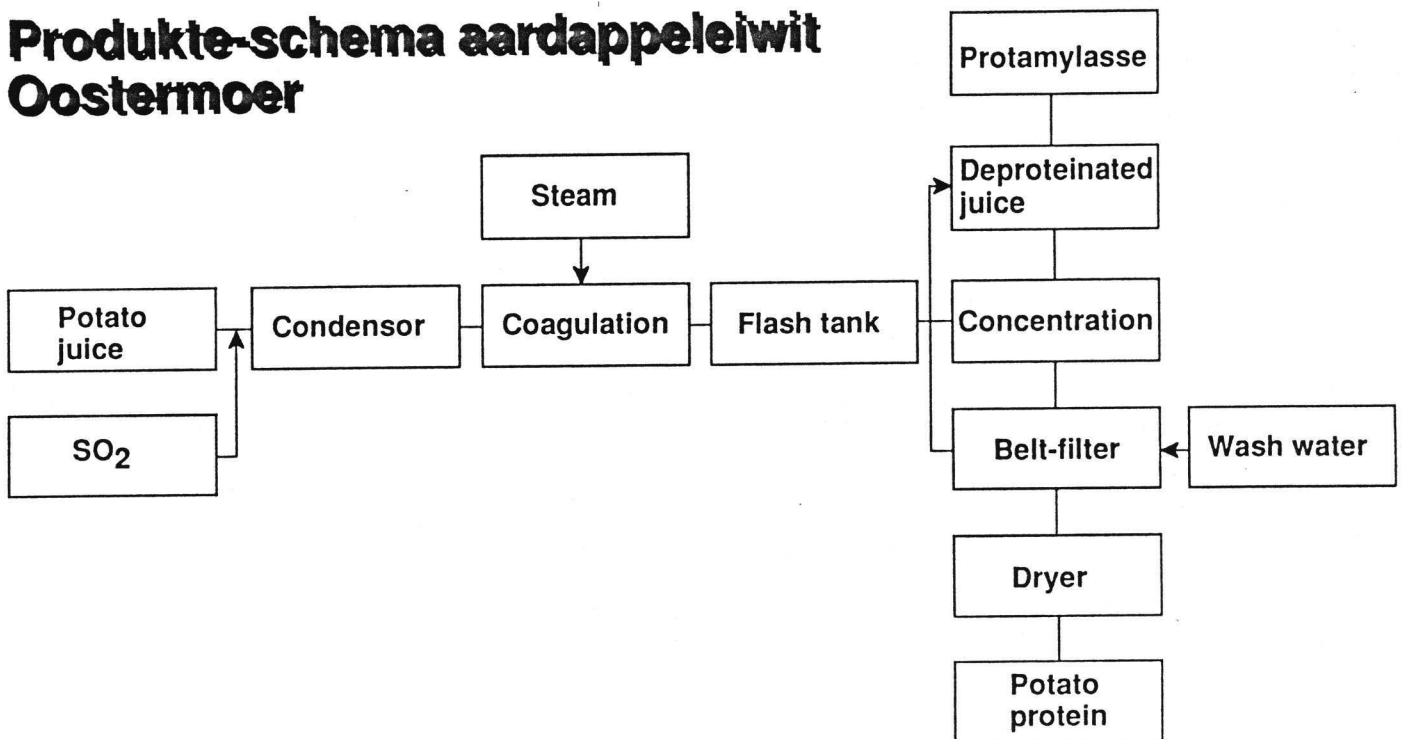 Produkte-schema aardappeleiwit
Oostermoer
Protamylasse
Deproteinated
juice
Steam
Potato
juice
Condensor
Coagulation
Flash tank
Concentration
SO2
Belt-filter
Wash water
Dryer
Potato
protein